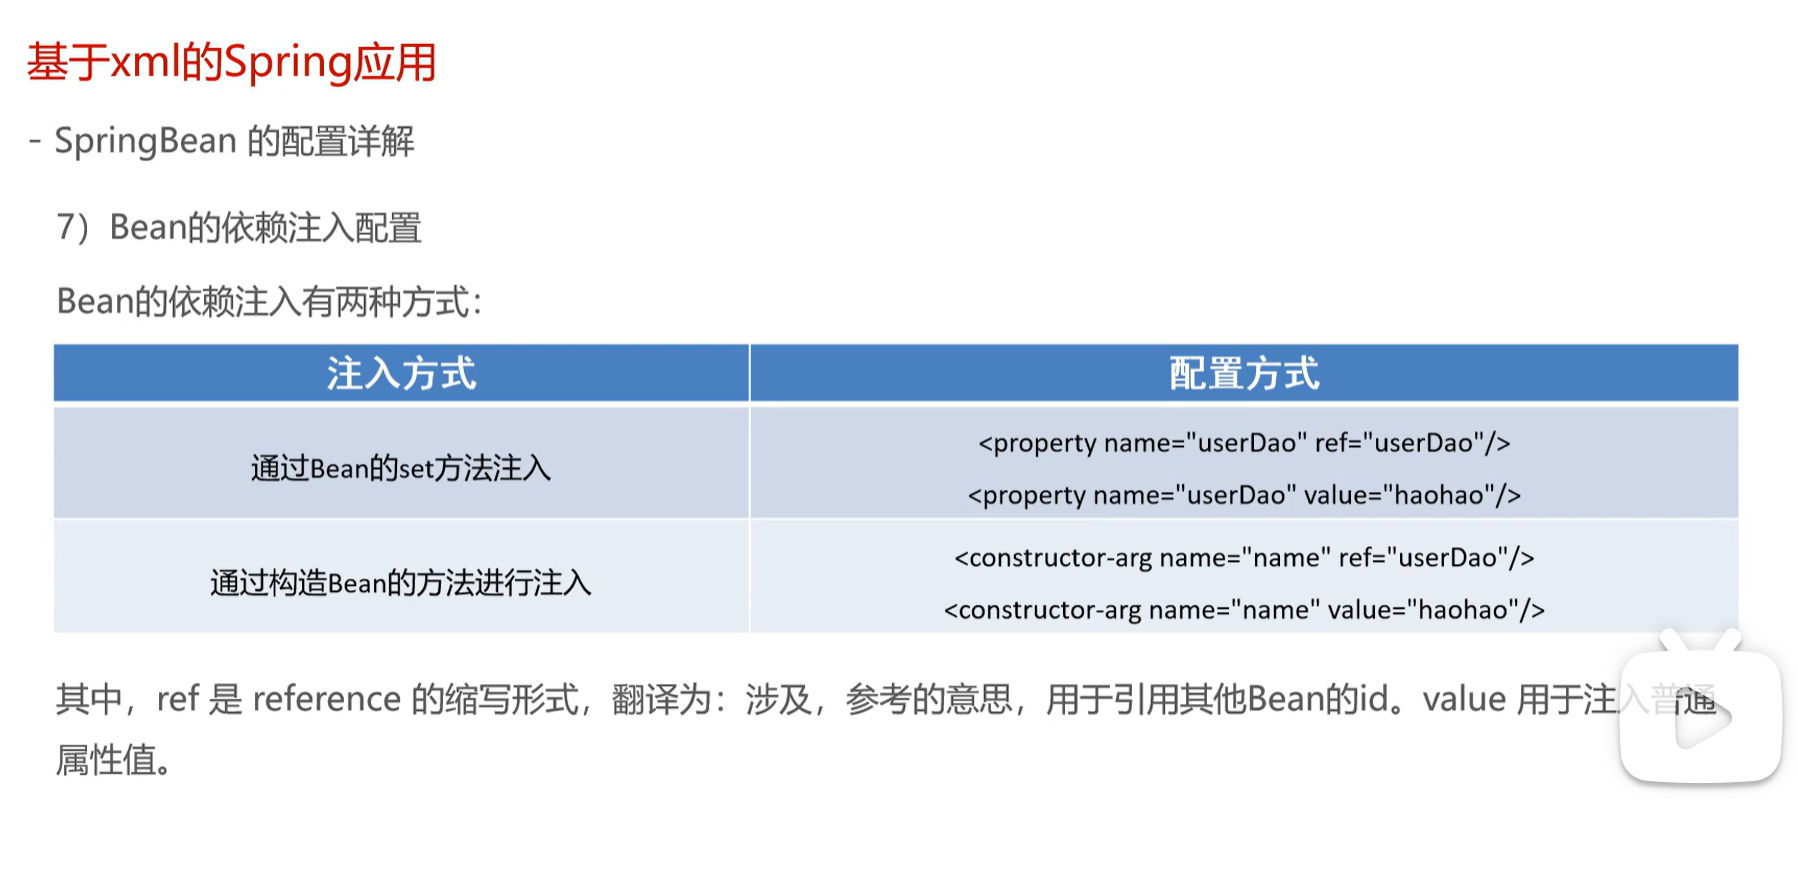 基于xml的Spring应用
- SpringBean 的配置详解
7）Bean的依赖注入配置
Bean的依赖注入有两种方式：
注入方式 配置方式
通过Bean的set方法注入
<property name="userDao" ref="userDao"/>
<property name="userDao" value="haohao"/>
通过构造Bean的方法进行注入
<constructor-arg name="name" ref="userDao"/>
<constructor-arg name="name" value="haohao"/>
其中，ref 是 reference 的缩写形式，翻译为：涉及，参考的意思，用于引用其他Bean的id。value 用于注入普通
属性值。